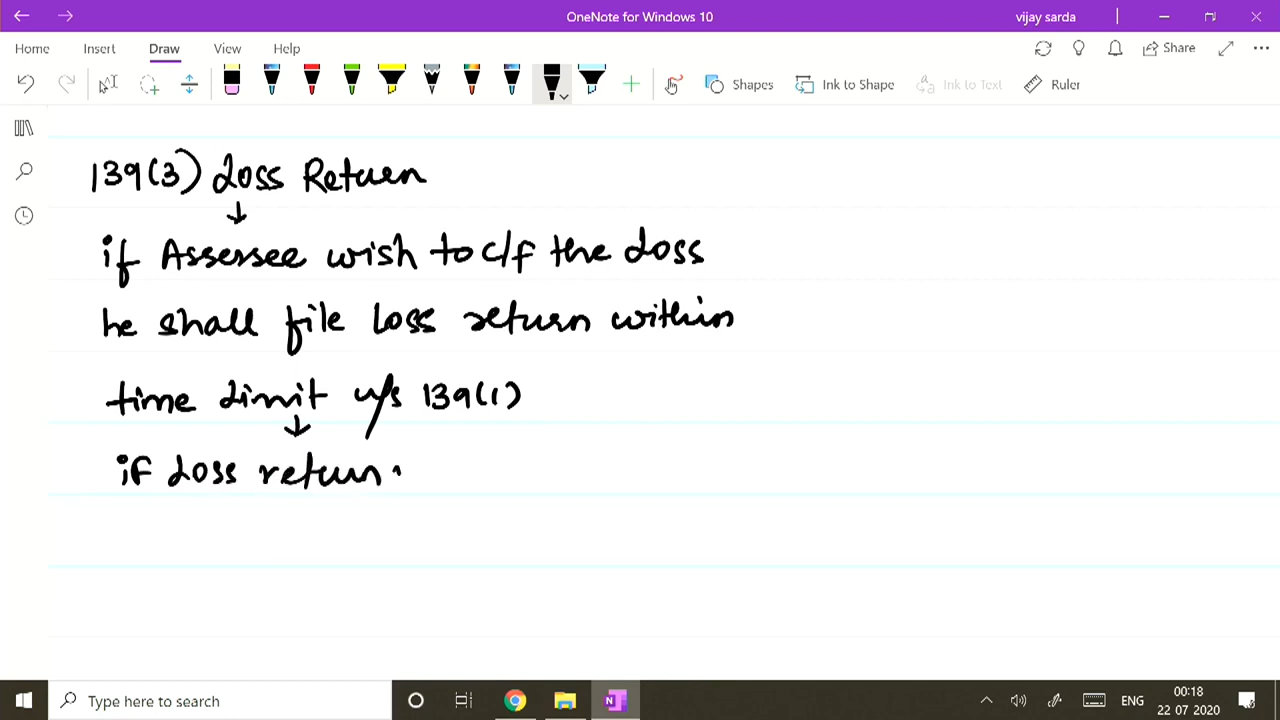 OneNote for Windows 10
vijay sarda
Home Insert Draw View Help
Share
Shapes Ink to Shape Ink to Text Ruler
139(3) Loss Return
if Assessee wish to c/f the Loss
he shall file Loss return within
time Limit u/s 139(1)
if Loss return
Type here to search
ENG
00:18
22 07 2020